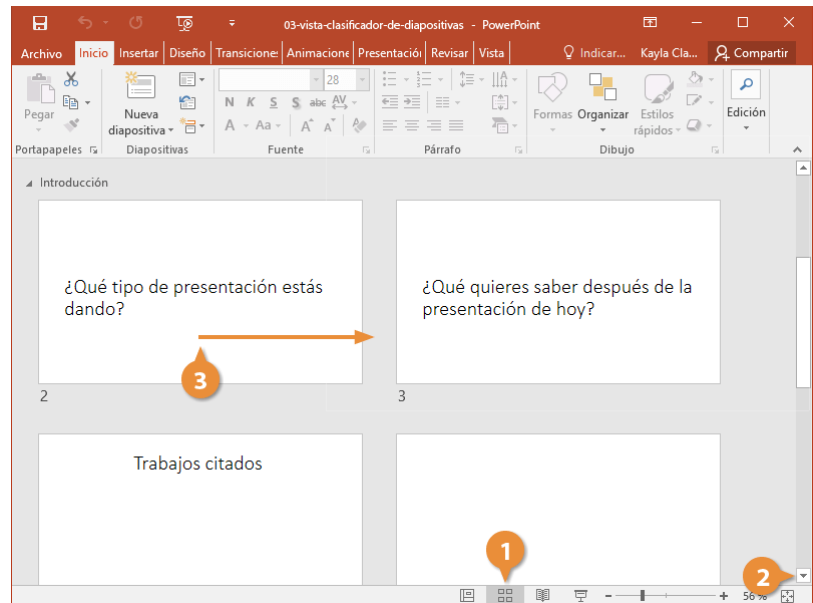 03-vista-clasificador-de-diapositivas - PowerPoint
Archivo Inicio Insertar Diseño Transicione: Animacione Presentació Revisar Vista Indicar... Kayla Cla... Compartir
28
N K S S abc AV
A Aa A A
Pegar Nueva diapositiva Formas Organizar Estilos rápidos Edición
Portapapeles Diapositivas Fuente Párrafo Dibujo
Introducción
¿Qué tipo de presentación estás
dando?
¿Qué quieres saber después de la
presentación de hoy?
3
2
3
Trabajos citados
1
2
56 %